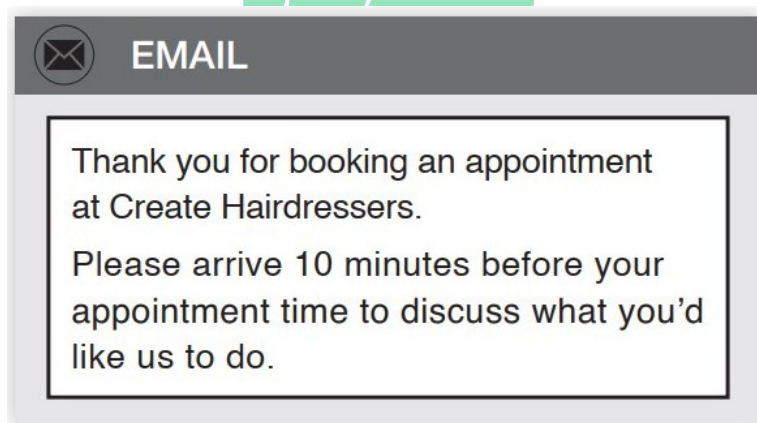 EMAIL
Thank you for booking an appointment
at Create Hairdressers.
Please arrive 10 minutes before your
appointment time to discuss what you’d
like us to do.